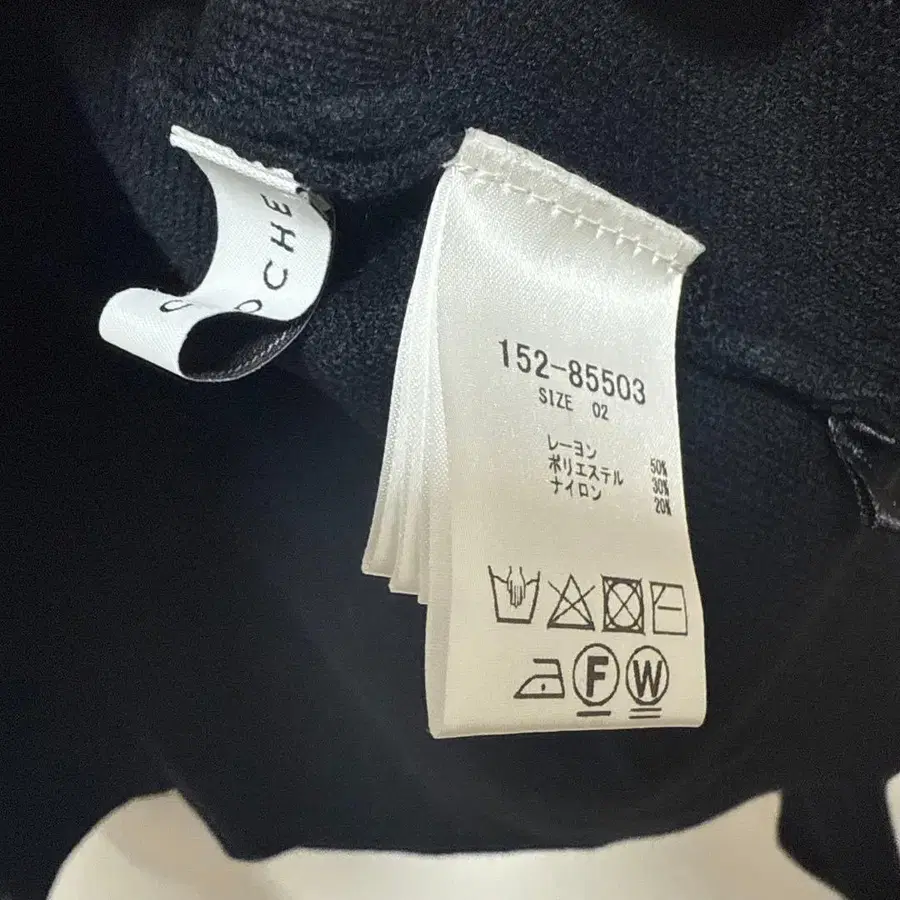 OCHE
152-85503
SIZE 02
レーヨン 50%
ポリエステル 30%
ナイロン 20%
F W